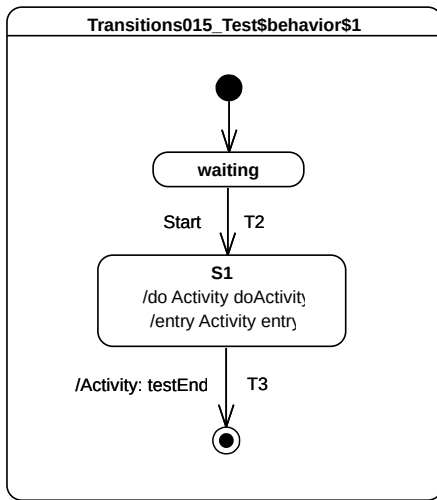 Transitions015_Test$behavior$1
waiting
Start T2
S1
/do Activity doActivity
/entry Activity entry
/Activity: testEnd T3